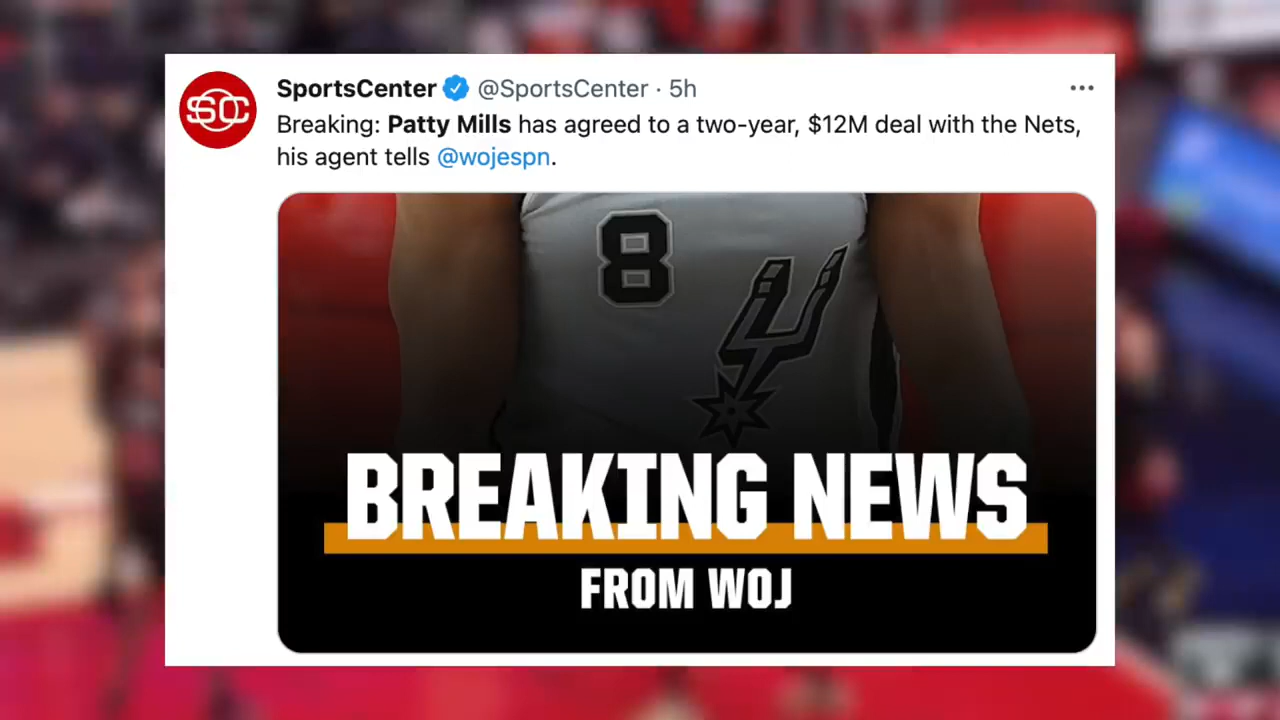 SC
SportsCenter @SportsCenter · 5h
Breaking: Patty Mills has agreed to a two-year, $12M deal with the Nets,
his agent tells @wojespn.
8
BREAKING NEWS
FROM WOJ